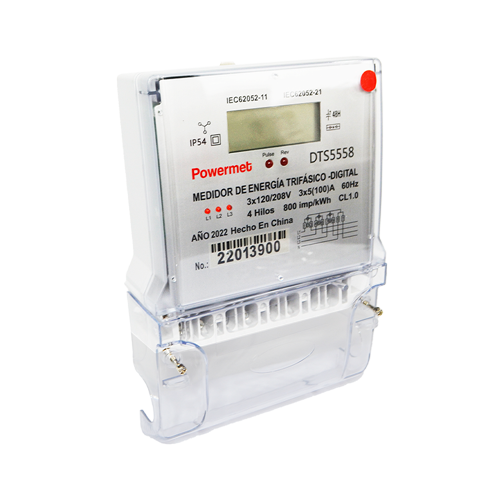 IEC62052-11 IEC62052-21
IP54
48H
Pulse Rev
Powermet DTS5558
MEDIDOR DE ENERGÍA TRIFÁSICO -DIGITAL
3x120/208V 3x5(100)A 60Hz
L1 L2 L3
4 Hilos 800 imp/kWh CL1.0
AÑO 2022 Hecho En China
No.: 22013900